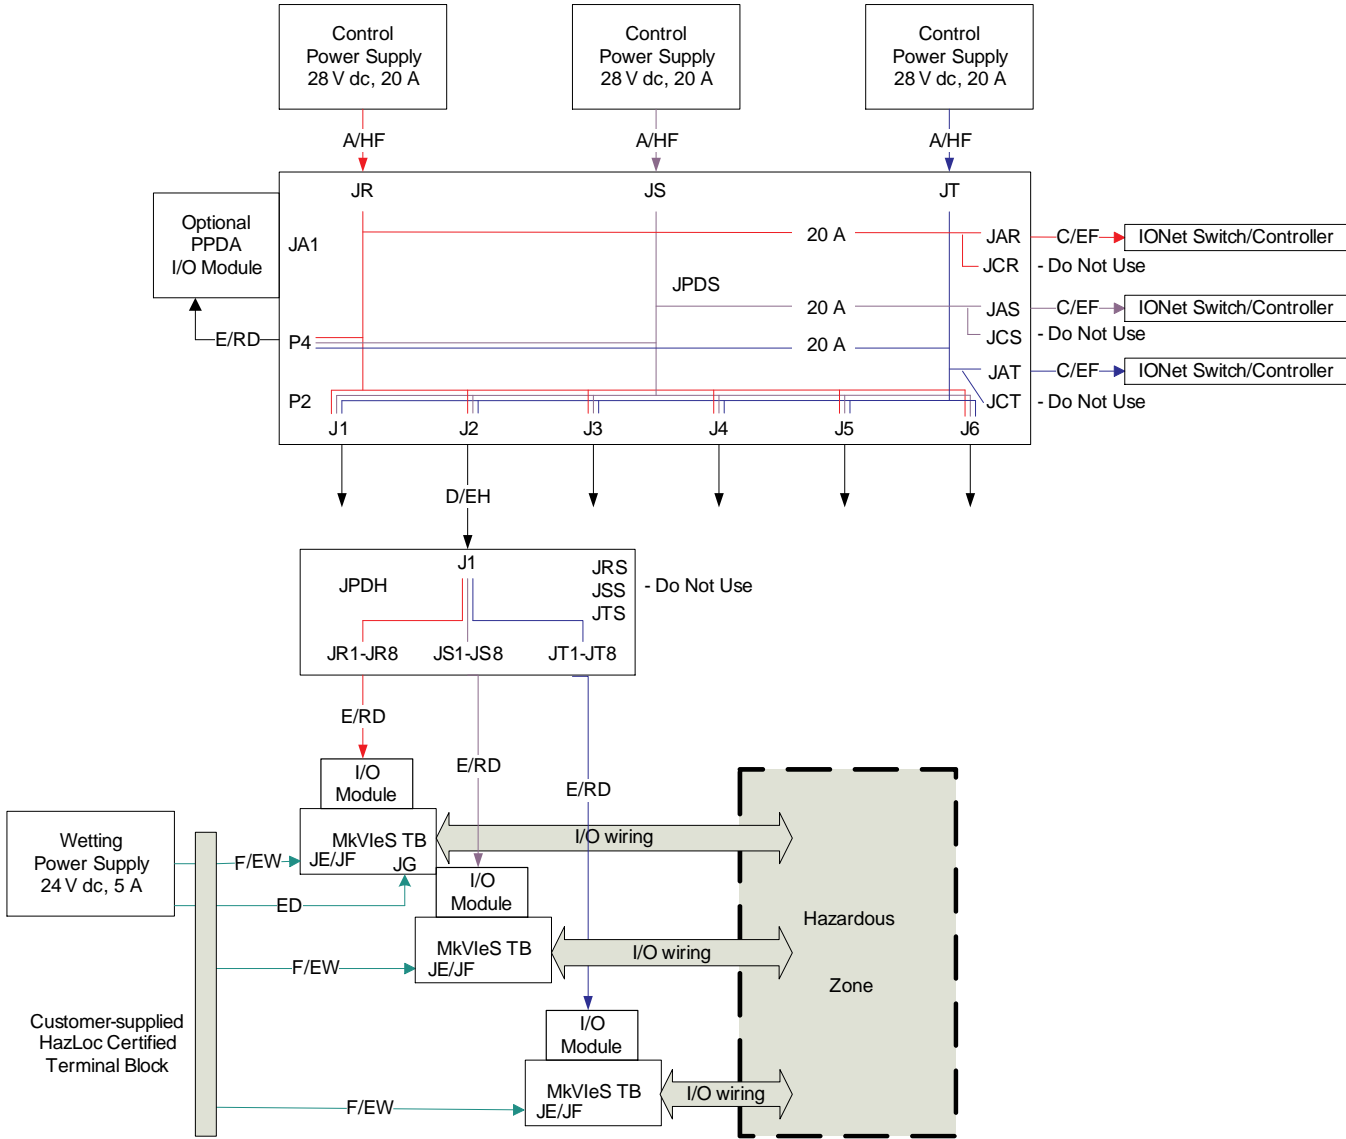 Control
Power Supply
28 V dc, 20 A
Control
Power Supply
28 V dc, 20 A
Control
Power Supply
28 V dc, 20 A
A/HF
A/HF
A/HF
Optional
PPDA
I/O Module
JR
JS
JT
JA1
20 A
JAR
C/EF
IONet Switch/Controller
JCR
- Do Not Use
JPDS
20 A
JAS
C/EF
IONet Switch/Controller
JCS
- Do Not Use
E/RD
P4
20 A
JAT
C/EF
IONet Switch/Controller
P2
JCT
- Do Not Use
J1
J2
J3
J4
J5
J6
D/EH
J1
JPDH
JRS
JSS
JTS
- Do Not Use
JR1-JR8
JS1-JS8
JT1-JT8
E/RD
E/RD
E/RD
I/O
Module
Wetting
Power Supply
24 V dc, 5 A
F/EW
MkVIeS TB
JE/JF
JG
I/O wiring
ED
I/O
Module
MkVIeS TB
JE/JF
F/EW
I/O wiring
Hazardous
Zone
Customer-supplied
HazLoc Certified
Terminal Block
I/O
Module
MkVIeS TB
JE/JF
F/EW
I/O wiring